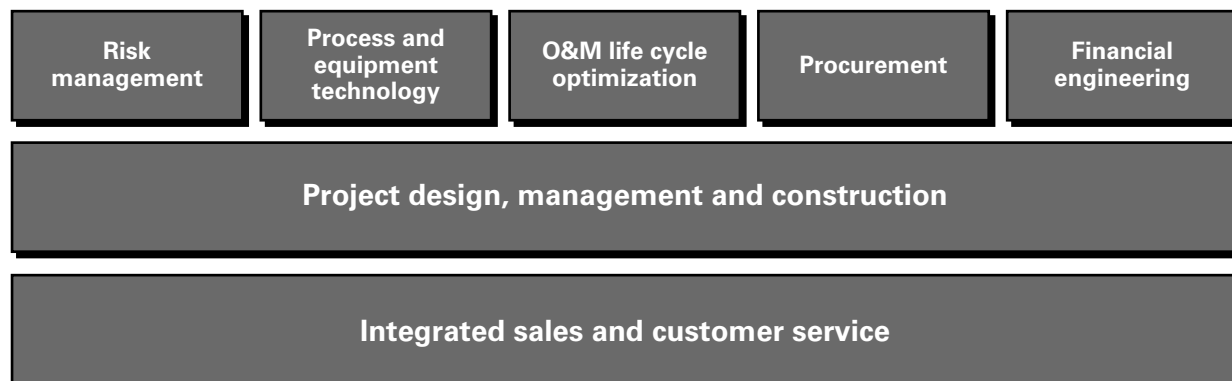 Risk
management
Process and
equipment
technology
O&M life cycle
optimization
Procurement
Financial
engineering
Project design, management and construction
Integrated sales and customer service